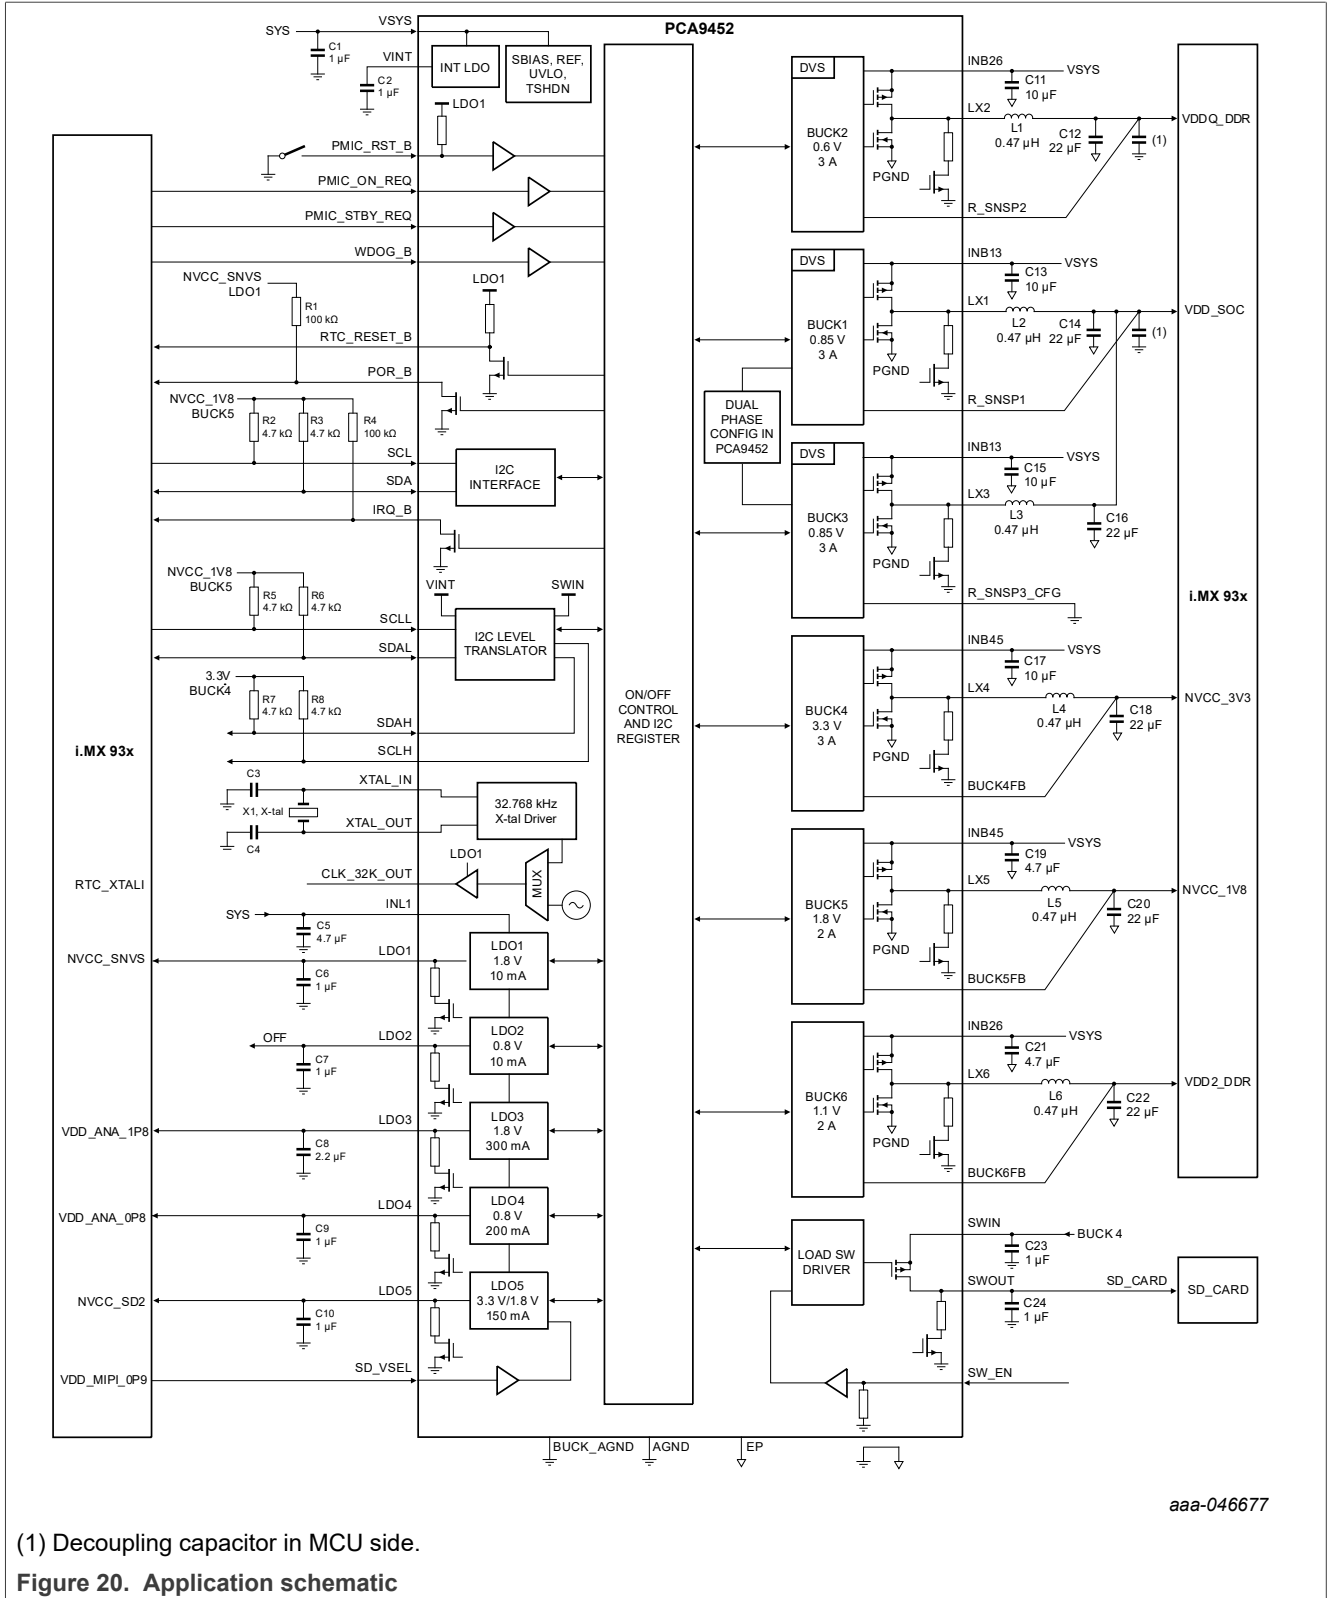 PCA9452
SYS
VSYS
C1
1 µF
VINT
C2
1 µF
INT LDO
SBIAS, REF,
UVLO,
TSHDN
LDO1
PMIC_RST_B
PMIC_ON_REQ
PMIC_STBY_REQ
WDOG_B
NVCC_SNVS
LDO1
R1
100 kΩ
LDO1
RTC_RESET_B
POR_B
NVCC_1V8
BUCK5
R2
4.7 kΩ
R3
4.7 kΩ
R4
100 kΩ
SCL
SDA
IRQ_B
I2C
INTERFACE
NVCC_1V8
BUCK5
R5
4.7 kΩ
R6
4.7 kΩ
VINT
SWIN
SCLL
SDAL
I2C LEVEL
TRANSLATOR
3.3V
BUCK4
R7
4.7 kΩ
R8
4.7 kΩ
SDAH
SCLH
i.MX 93x
C3
XTAL_IN
X1, X-tal
XTAL_OUT
C4
32.768 kHz
X-tal Driver
LDO1
MUX
RTC_XTALI
CLK_32K_OUT
SYS
INL1
C5
4.7 µF
NVCC_SNVS
LDO1
C6
1 µF
LDO1
1.8 V
10 mA
OFF
LDO2
C7
1 µF
LDO2
0.8 V
10 mA
VDD_ANA_1P8
LDO3
C8
2.2 µF
LDO3
1.8 V
300 mA
VDD_ANA_0P8
LDO4
C9
1 µF
LDO4
0.8 V
200 mA
NVCC_SD2
LDO5
C10
1 µF
LDO5
3.3 V/1.8 V
150 mA
VDD_MIPI_0P9
SD_VSEL
ON/OFF
CONTROL
AND I2C
REGISTER
DVS
BUCK2
0.6 V
3 A
PGND
INB26
VSYS
C11
10 µF
LX2
L1
0.47 µH
C12
22 µF
(1)
VDDQ_DDR
R_SNSP2
DVS
BUCK1
0.85 V
3 A
PGND
INB13
VSYS
C13
10 µF
LX1
L2
0.47 µH
C14
22 µF
(1)
VDD_SOC
R_SNSP1
DUAL
PHASE
CONFIG IN
PCA9452
DVS
BUCK3
0.85 V
3 A
PGND
INB13
VSYS
C15
10 µF
LX3
L3
0.47 µH
C16
22 µF
R_SNSP3_CFG
i.MX 93x
BUCK4
3.3 V
3 A
PGND
INB45
VSYS
C17
10 µF
LX4
L4
0.47 µH
C18
22 µF
NVCC_3V3
BUCK4FB
BUCK5
1.8 V
2 A
PGND
INB45
VSYS
C19
4.7 µF
LX5
L5
0.47 µH
C20
22 µF
NVCC_1V8
BUCK5FB
BUCK6
1.1 V
2 A
PGND
INB26
VSYS
C21
4.7 µF
LX6
L6
0.47 µH
C22
22 µF
VDD2_DDR
BUCK6FB
LOAD SW
DRIVER
SWIN
BUCK4
C23
1 µF
SWOUT
SD_CARD
SD_CARD
C24
1 µF
SW_EN
BUCK_AGND
AGND
EP
aaa-046677
(1) Decoupling capacitor in MCU side.
Figure 20. Application schematic